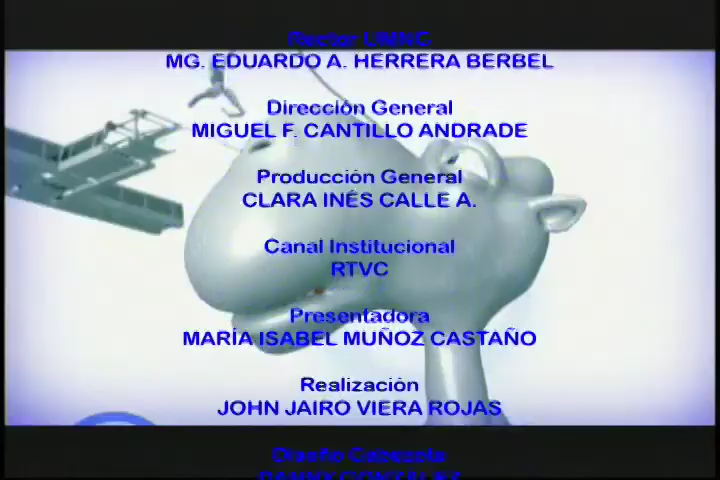 Rector UMNG
MG. EDUARDO A. HERRERA BERBEL
Dirección General
MIGUEL F. CANTILLO ANDRADE
Producción General
CLARA INÉS CALLE A.
Canal Institucional
RTVC
Presentadora
MARÍA ISABEL MUÑOZ CASTAÑO
Realización
JOHN JAIRO VIERA ROJAS
Diseño Cabezote